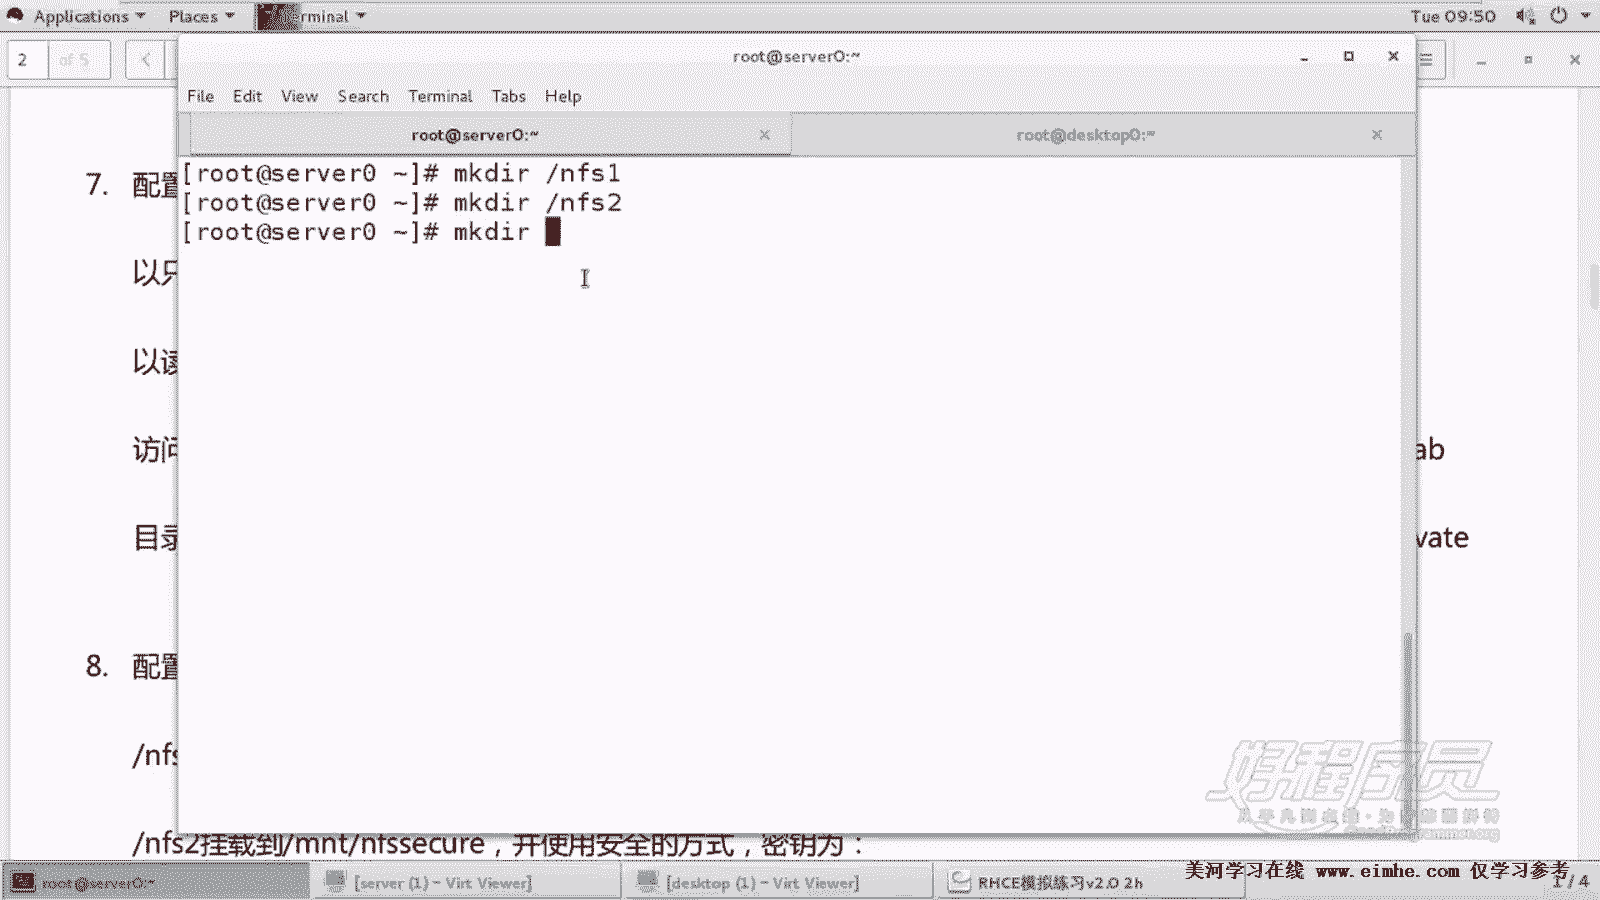 Applications Places Terminal Tue 09:50
2 of 5
root@server0:~
File Edit View Search Terminal Tabs Help
root@server0:~ root@desktop0:~
[root@server0 ~]# mkdir /nfs1
[root@server0 ~]# mkdir /nfs2
[root@server0 ~]# mkdir
7. 配置
以只
以读
访问 ab
目录 vate
8. 配置
/nfs
/nfs2挂载到/mnt/nfssecure，并使用安全的方式，密钥为：
好程序员
root@server0:~ [server (1) - Virt Viewer] [desktop (1) - Virt Viewer] RHCE模拟练习v2.0 2h
美河学习在线 www.eimhe.com 仅学习参考
1 / 4